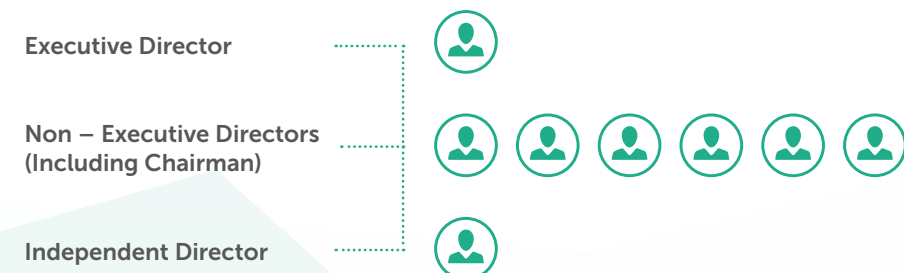 Executive Director
Non – Executive Directors
(Including Chairman)
Independent Director